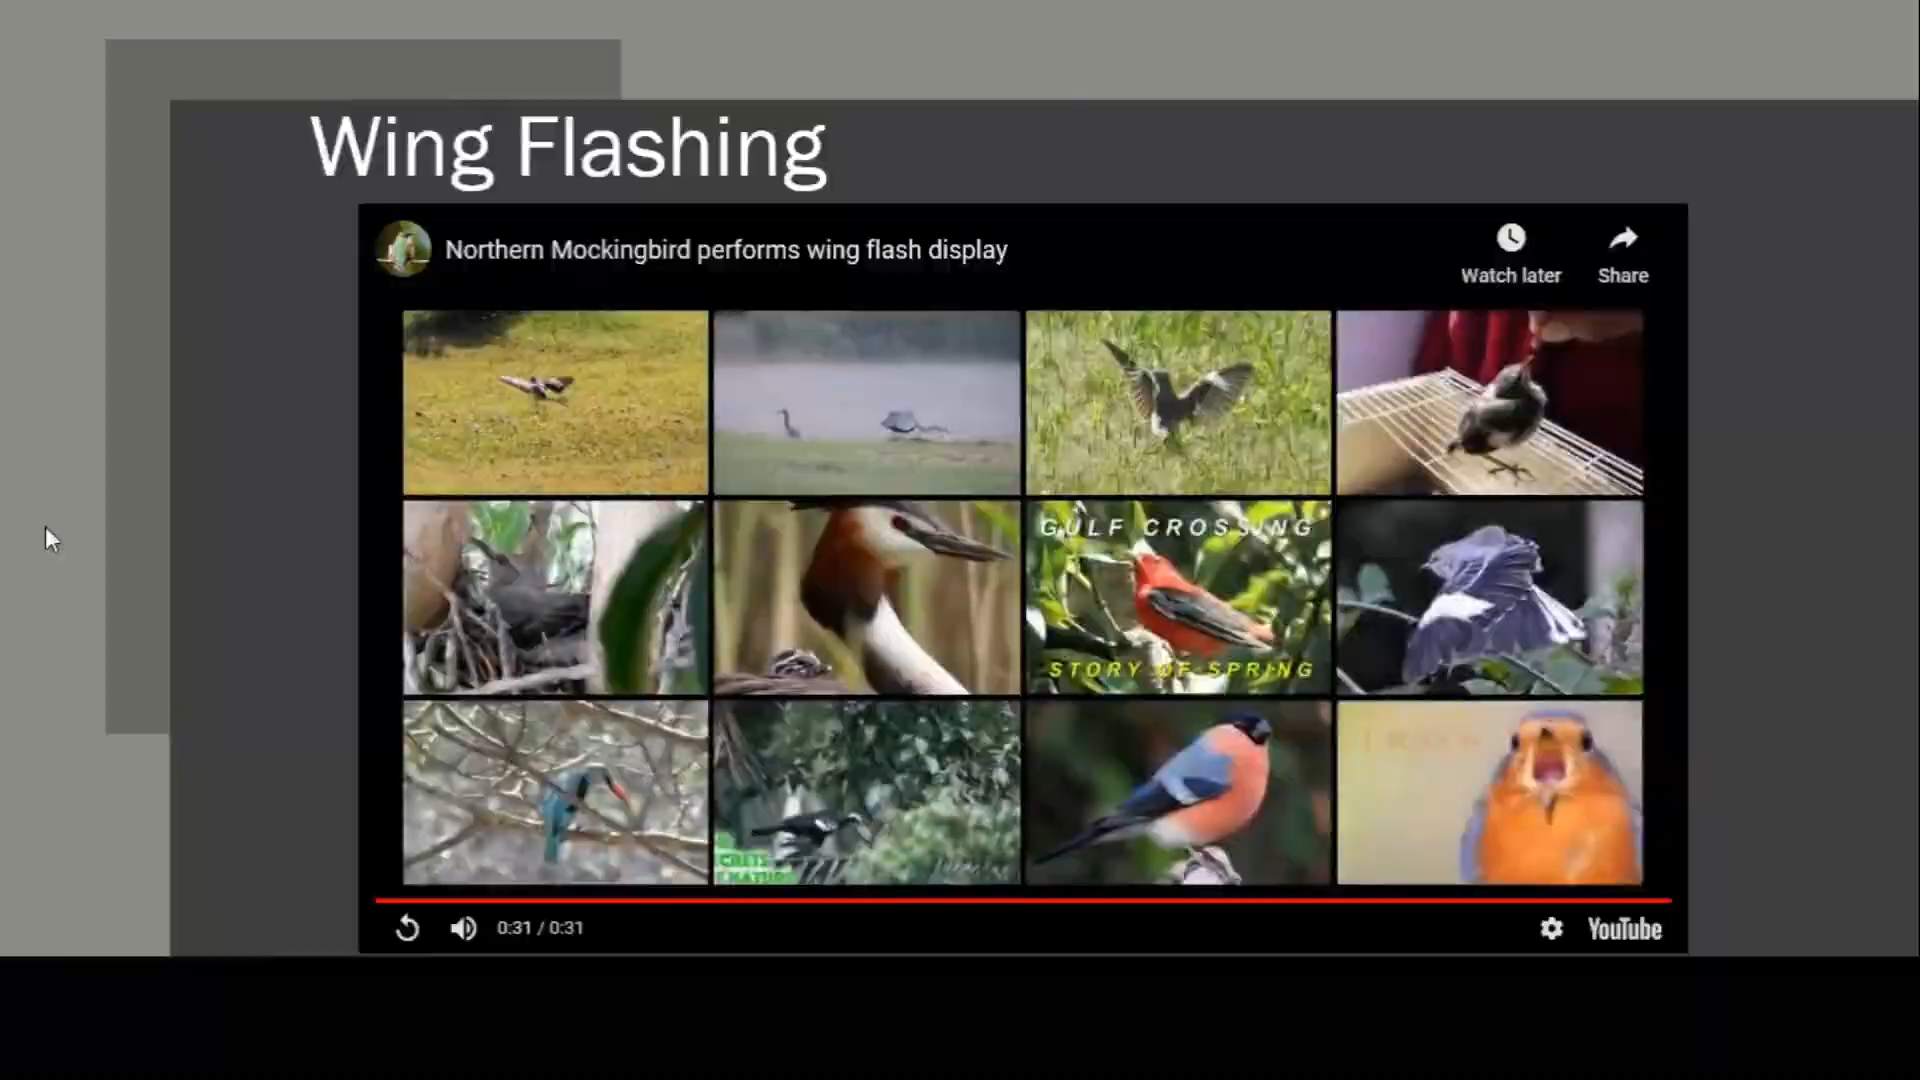 Wing Flashing
Northern Mockingbird performs wing flash display
Watch later
Share
GULF CROSSING
STORY OF SPRING
0:31 / 0:31
YouTube